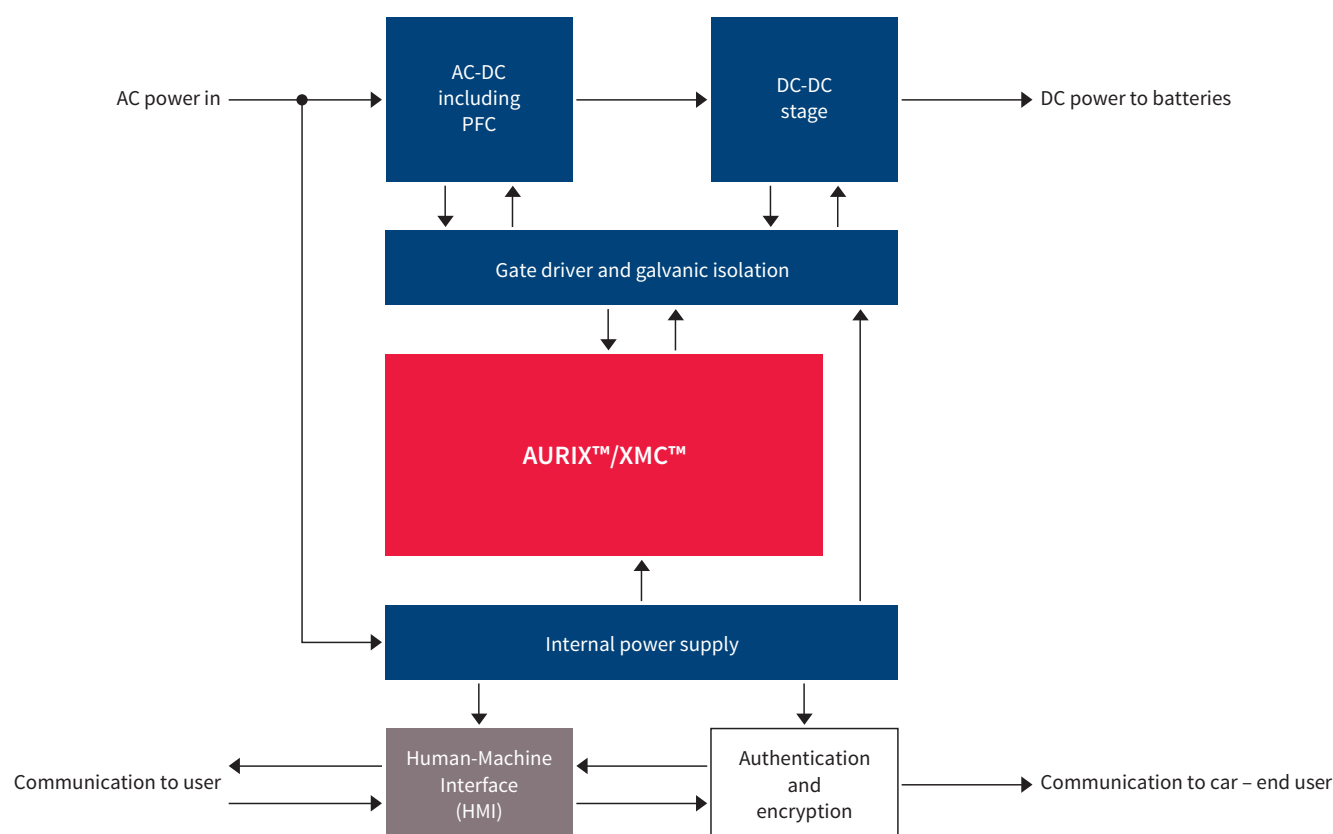 AC power in
AC-DC
including
PFC
DC-DC
stage
DC power to batteries
Gate driver and galvanic isolation
AURIX™/XMC™
Internal power supply
Communication to user
Human-Machine
Interface
(HMI)
Authentication
and
encryption
Communication to car – end user